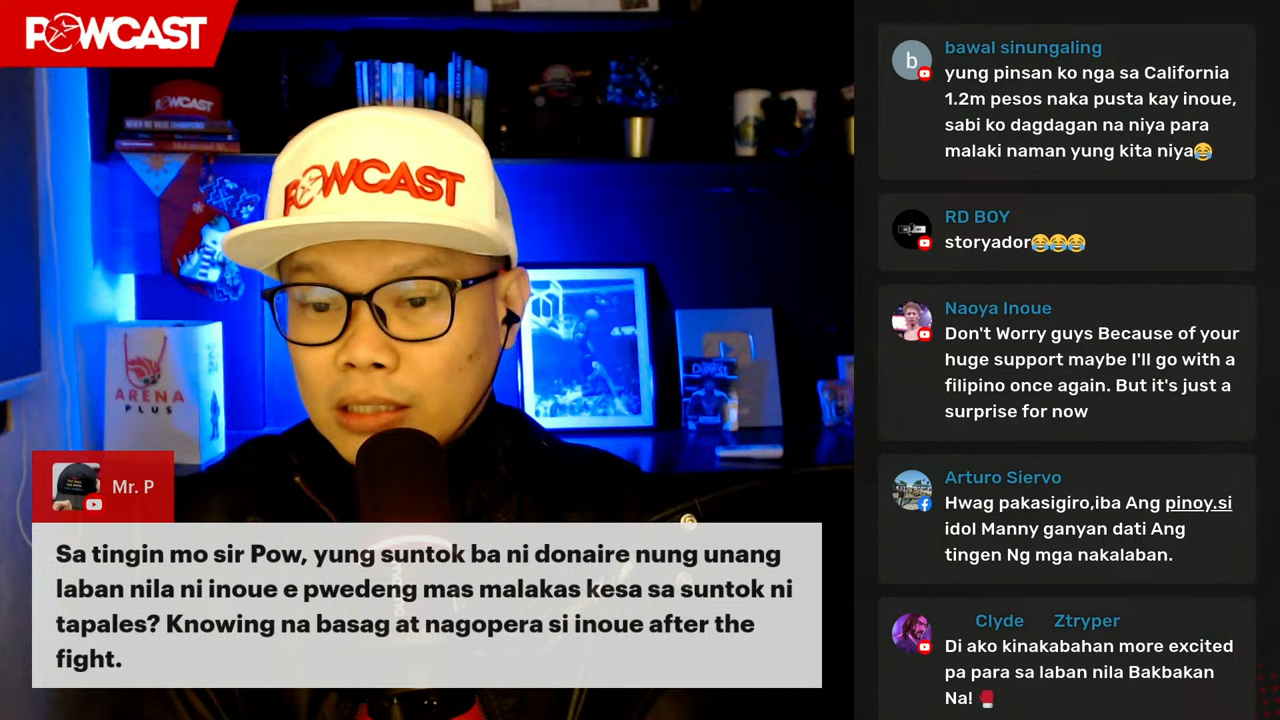 POWCAST
POWCAST
POWCAST
WHEN WE WERE CHAMPIONS
ARENA
PLUS
Mr. P
Sa tingin mo sir Pow, yung suntok ba ni donaire nung unang
laban nila ni inoue e pwedeng mas malakas kesa sa suntok ni
tapales? Knowing na basag at nagopera si inoue after the
fight.
b
bawal sinungaling
yung pinsan ko nga sa California
1.2m pesos naka pusta kay inoue,
sabi ko dagdagan na niya para
malaki naman yung kita niya😂
RD BOY
storyador😂😂😂
Naoya Inoue
Don't Worry guys Because of your
huge support maybe I'll go with a
filipino once again. But it's just a
surprise for now
Arturo Siervo
Hwag pakasigiro,iba Ang pinoy.si
idol Manny ganyan dati Ang
tingen Ng mga nakalaban.
Clyde Ztryper
Di ako kinakabahan more excited
pa para sa laban nila Bakbakan
Na! 🥊